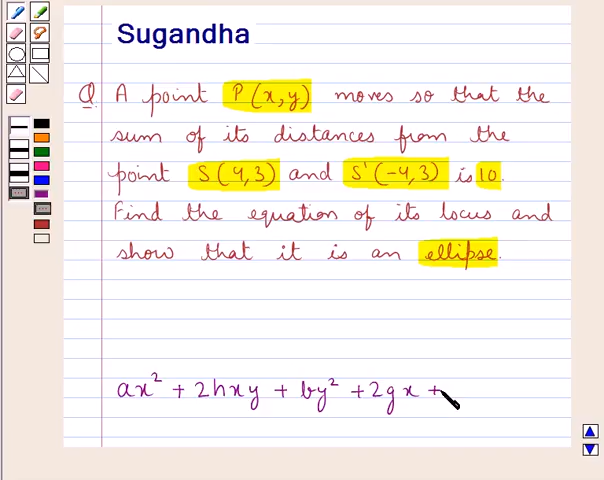 Sugandha
Q A point P(x,y) moves so that the
sum of its distances from the
point S(4,3) and S'(-4,3) is 10.
Find the equation of its locus and
show that it is an ellipse.
ax² + 2hxy + by² + 2gx +